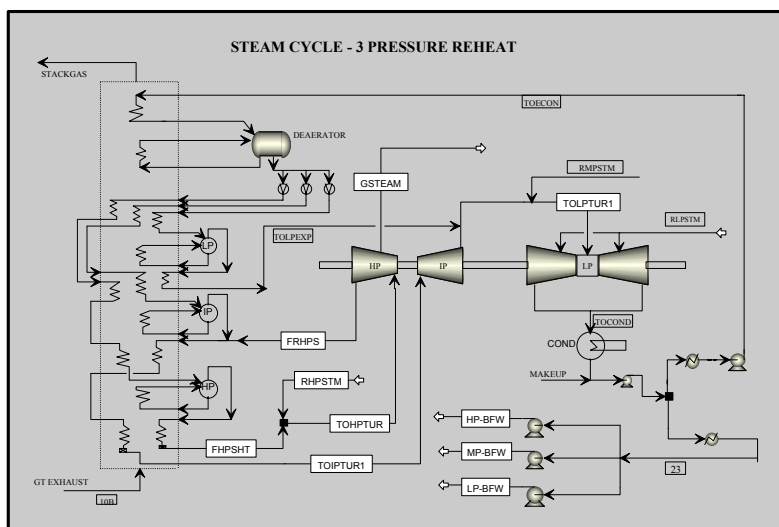 STEAM CYCLE - 3 PRESSURE REHEAT
STACKGAS
TOECON
DEAERATOR
GSTEAM
RMPSTM
TOLPTUR1
RLPSTM
TOLPEXP
LP
HP
IP
LP
IP
TOCOND
COND
FRHPS
MAKEUP
HP
RHPSTM
TOHPTUR
HP-BFW
FHPSHT
MP-BFW
TOIPTUR1
23
GT EXHAUST
LP-BFW
10B